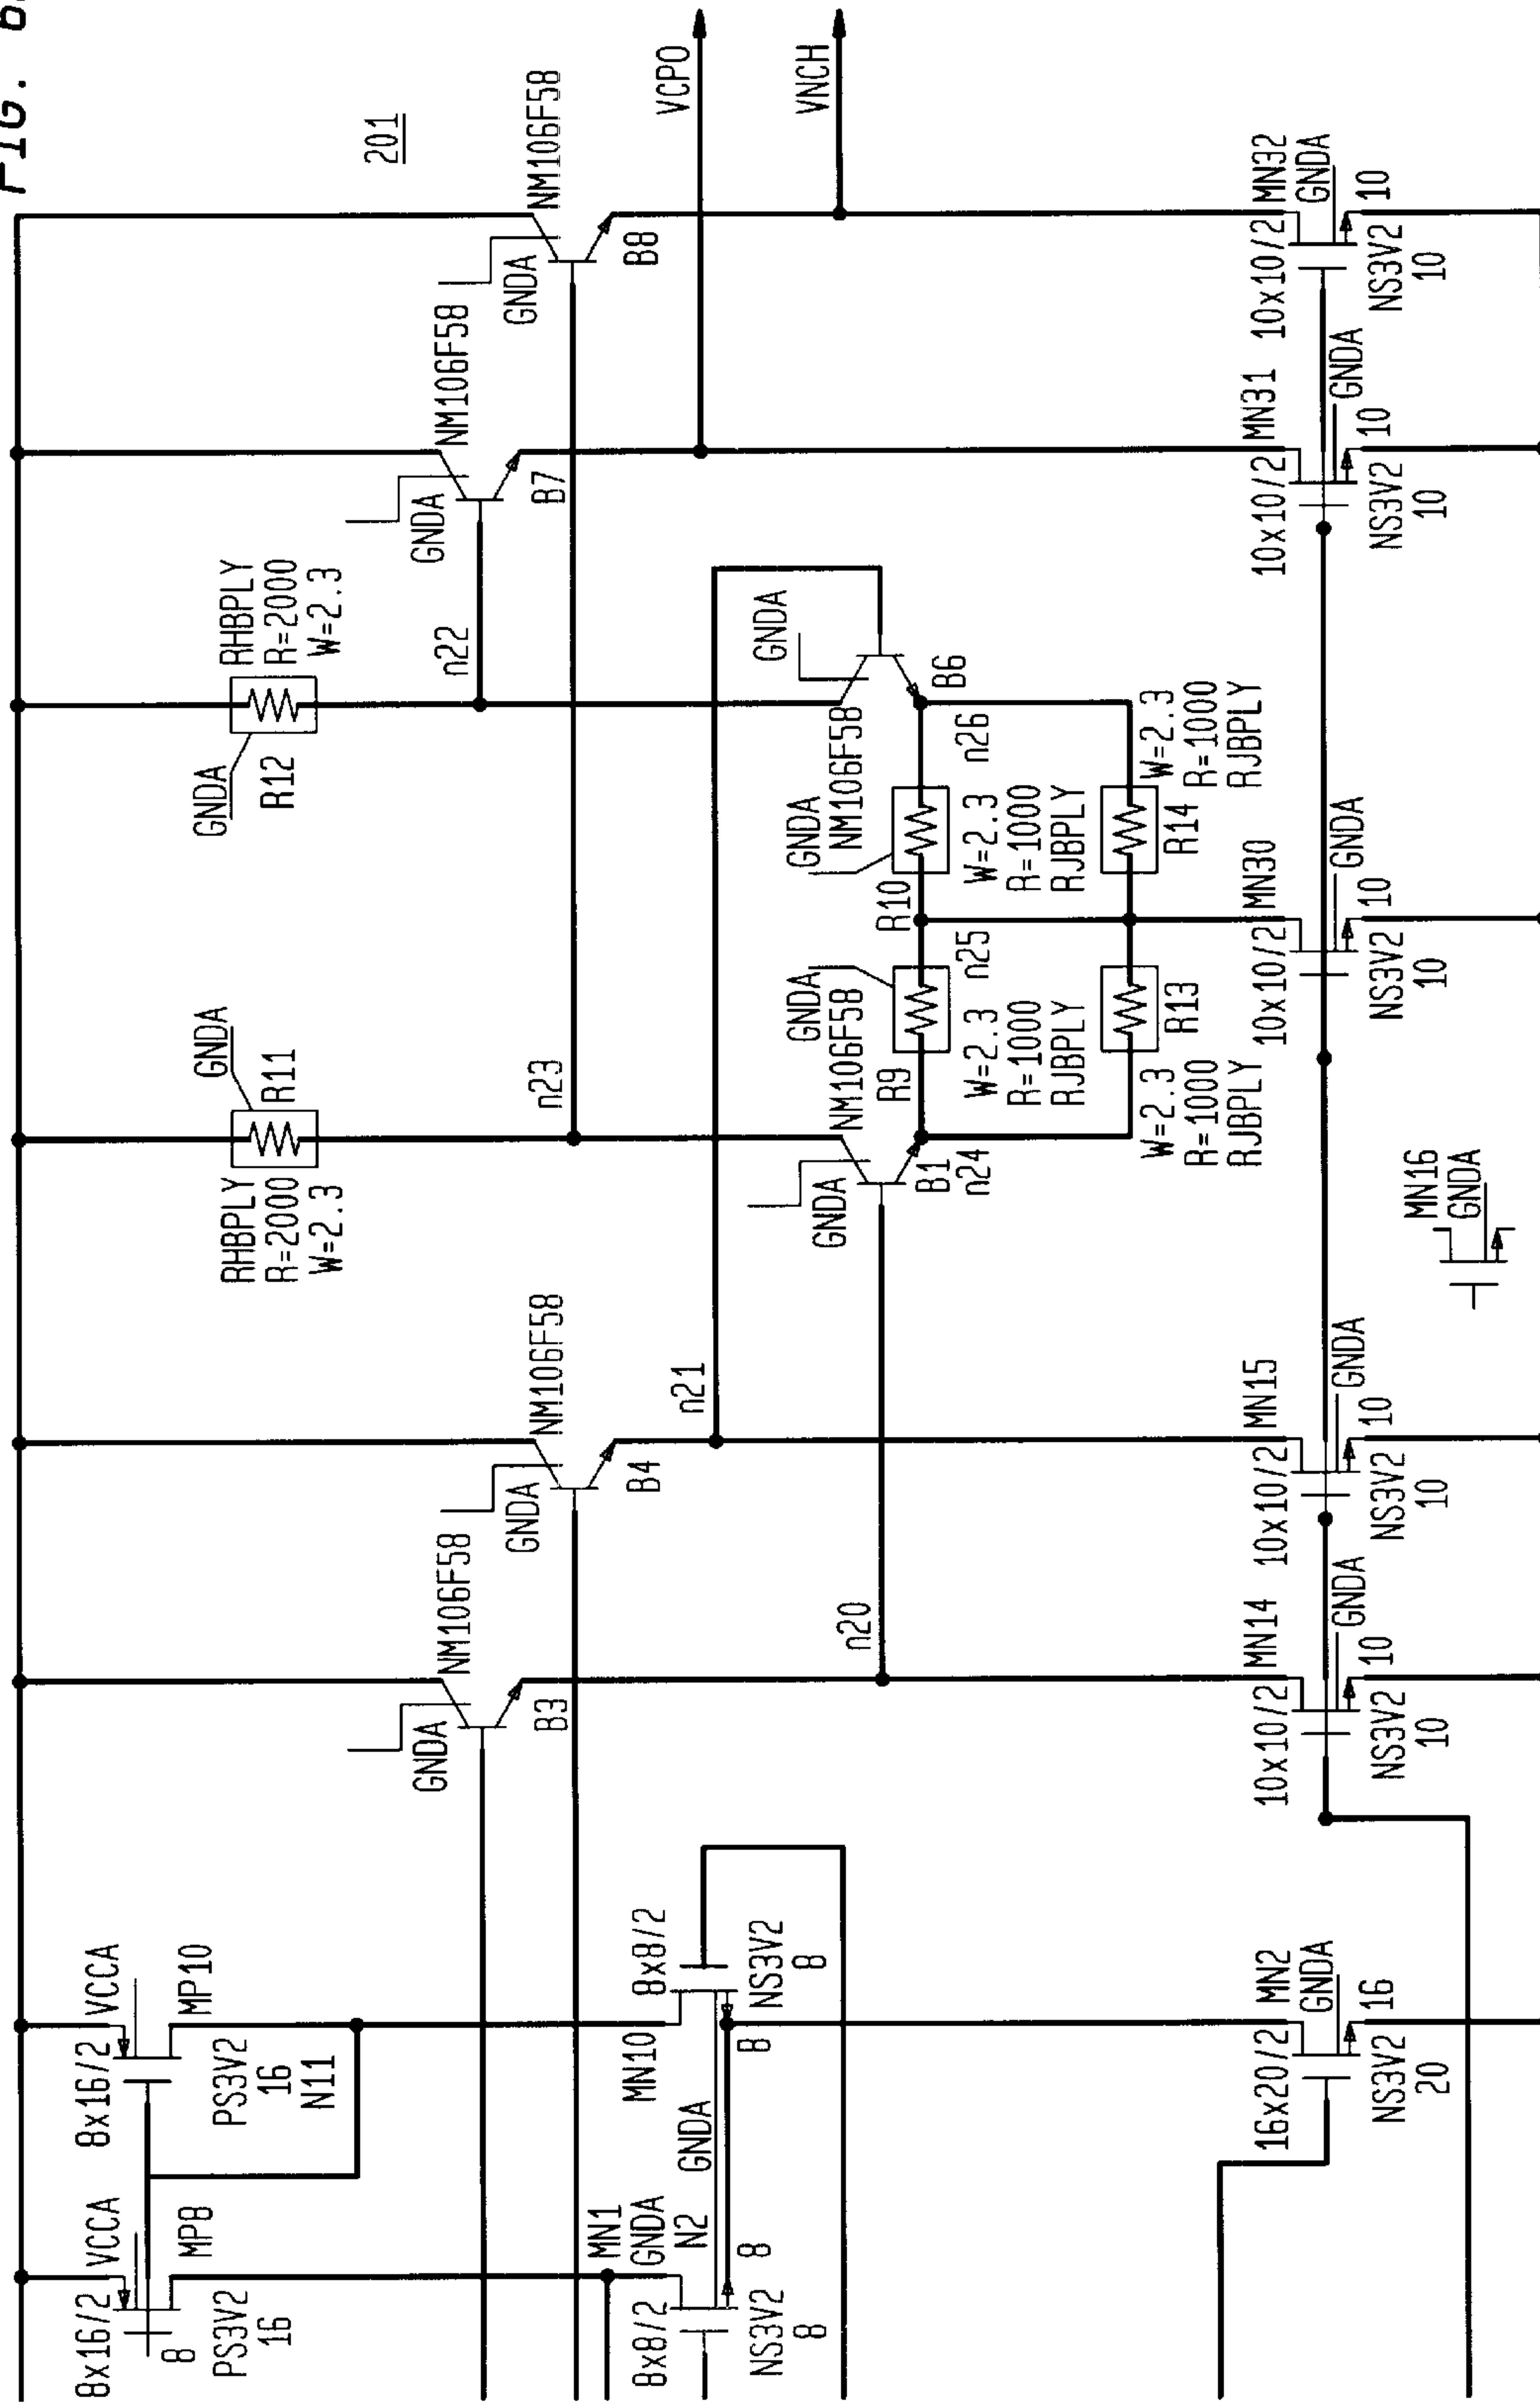 FIG.
201
8x16/2
VCCA
8
MP8
PS3V2
16
8x16/2
VCCA
MP10
PS3V2
16
N11
MN1
GNDA
N2
8x8/2
NS3V2
8
8
GNDA
MN10
8x8/2
NS3V2
8
8
16x20/2
MN2
GNDA
NS3V2
16
20
NM106F58
GNDA
B3
n20
10x10/2
MN14
GNDA
NS3V2
10
10
NM106F58
GNDA
B4
n21
10x10/2
MN15
GNDA
NS3V2
10
10
MN16
GNDA
RHBPLY
R=2000
W=2.3
GNDA
R11
n23
GNDA
NM106F58
B1
n24
R9
GNDA
W=2.3
R=1000
RJBPLY
n25
W=2.3
R=1000
RJBPLY
R13
R10
GNDA
NM106F58
W=2.3
R=1000
RJBPLY
n26
R14
W=2.3
R=1000
RJBPLY
B6
GNDA
GNDA
R12
RHBPLY
R=2000
W=2.3
n22
10x10/2
MN30
GNDA
NS3V2
10
10
NM106F58
GNDA
B7
10x10/2
MN31
GNDA
NS3V2
10
10
NM106F58
GNDA
B8
10x10/2
MN32
GNDA
NS3V2
10
10
VCPO
VNCH